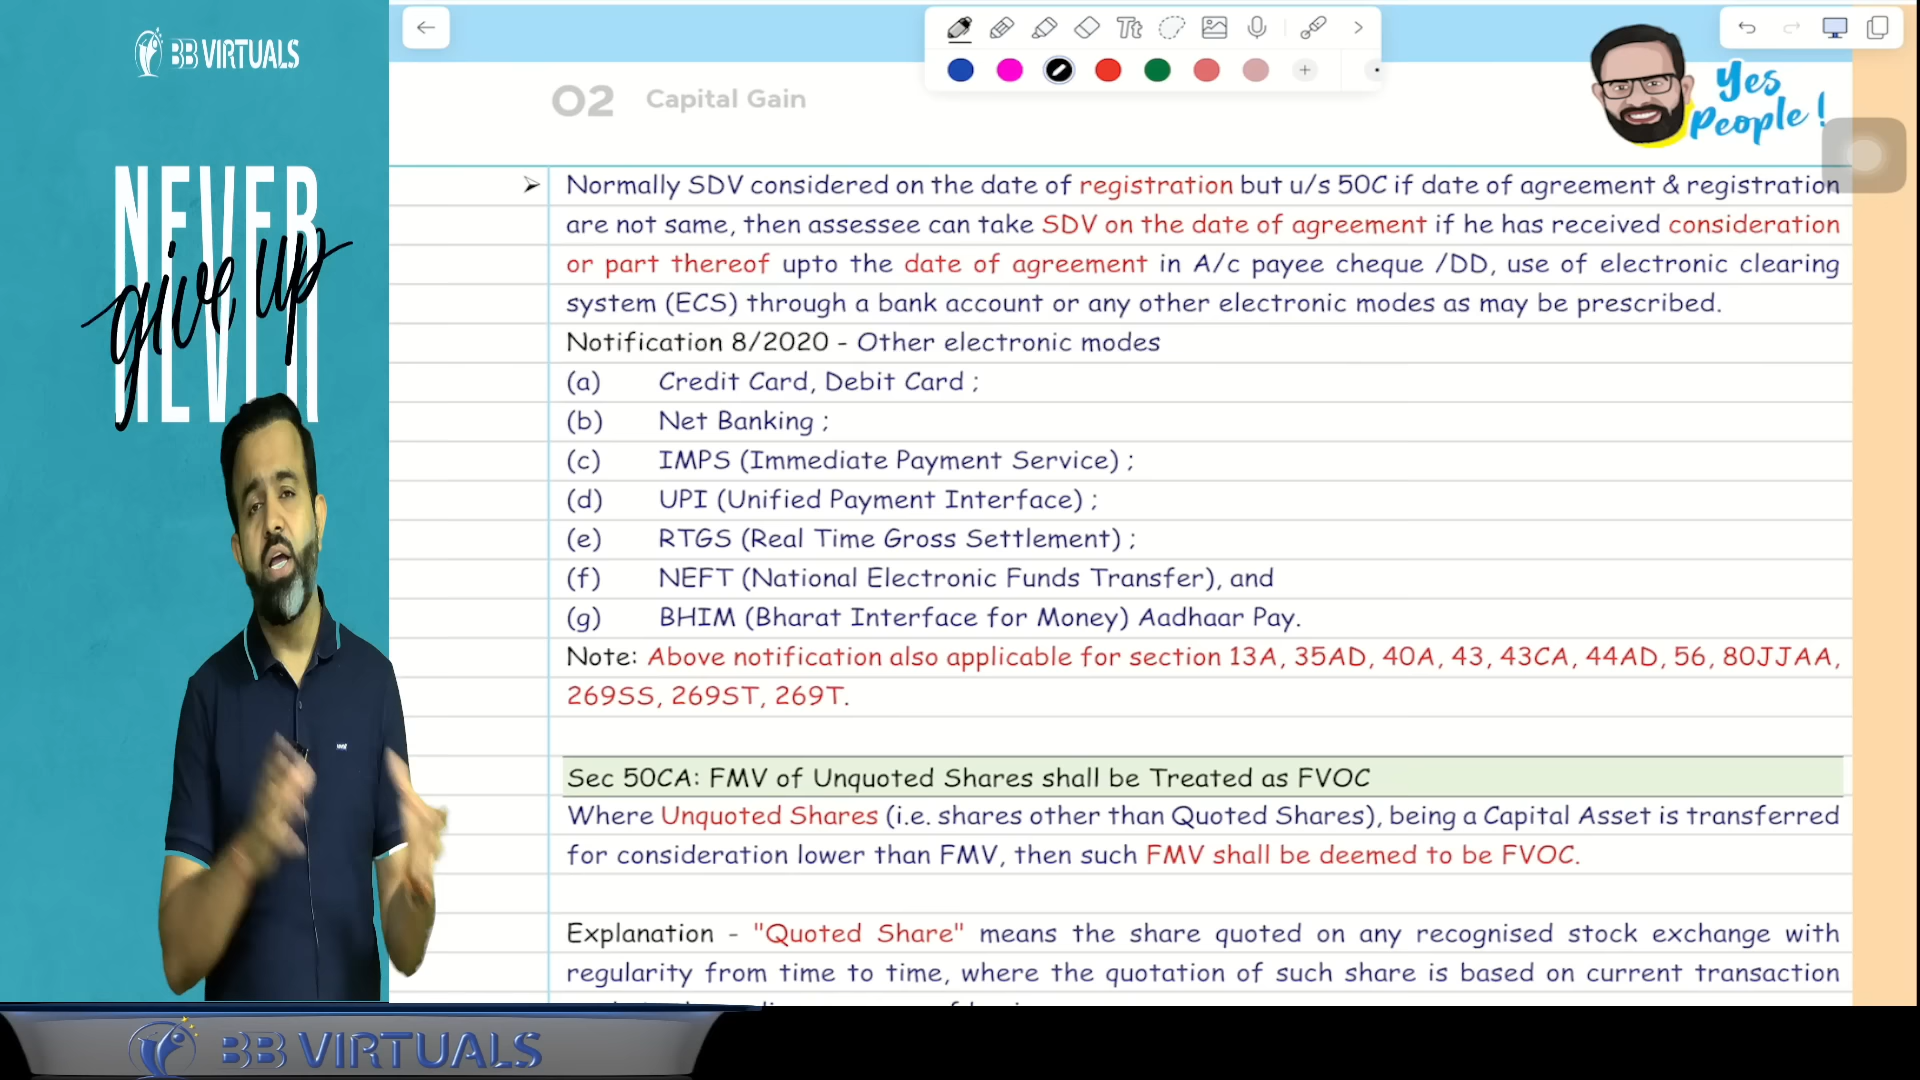 BB VIRTUALS
NEVER
give up
NEVER
Tt
02 Capital Gain
Yes
People !
➤ Normally SDV considered on the date of registration but u/s 50C if date of agreement & registration
are not same, then assessee can take SDV on the date of agreement if he has received consideration
or part thereof upto the date of agreement in A/c payee cheque /DD, use of electronic clearing
system (ECS) through a bank account or any other electronic modes as may be prescribed.
Notification 8/2020 - Other electronic modes
(a) Credit Card, Debit Card ;
(b) Net Banking ;
(c) IMPS (Immediate Payment Service) ;
(d) UPI (Unified Payment Interface) ;
(e) RTGS (Real Time Gross Settlement) ;
(f) NEFT (National Electronic Funds Transfer), and
(g) BHIM (Bharat Interface for Money) Aadhaar Pay.
Note: Above notification also applicable for section 13A, 35AD, 40A, 43, 43CA, 44AD, 56, 80JJAA,
269SS, 269ST, 269T.
Sec 50CA: FMV of Unquoted Shares shall be Treated as FVOC
Where Unquoted Shares (i.e. shares other than Quoted Shares), being a Capital Asset is transferred
for consideration lower than FMV, then such FMV shall be deemed to be FVOC.
Explanation - "Quoted Share" means the share quoted on any recognised stock exchange with
regularity from time to time, where the quotation of such share is based on current transaction
BB VIRTUALS